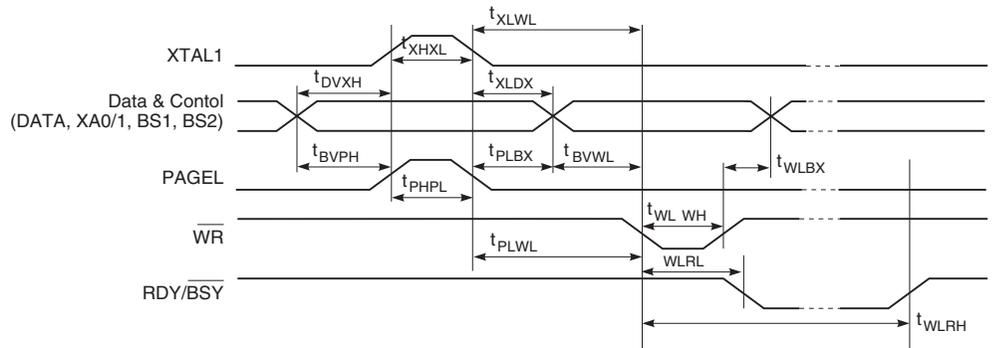 tXLWL
XTAL1
tXHXL
tDVXH
tXLDX
Data & Contol
(DATA, XA0/1, BS1, BS2)
tBVPH
tPLBX
tBVWL
tWLBX
PAGEL
tPHPL
tWL WH
WR
tPLWL
WLRL
RDY/BSY
tWLRH